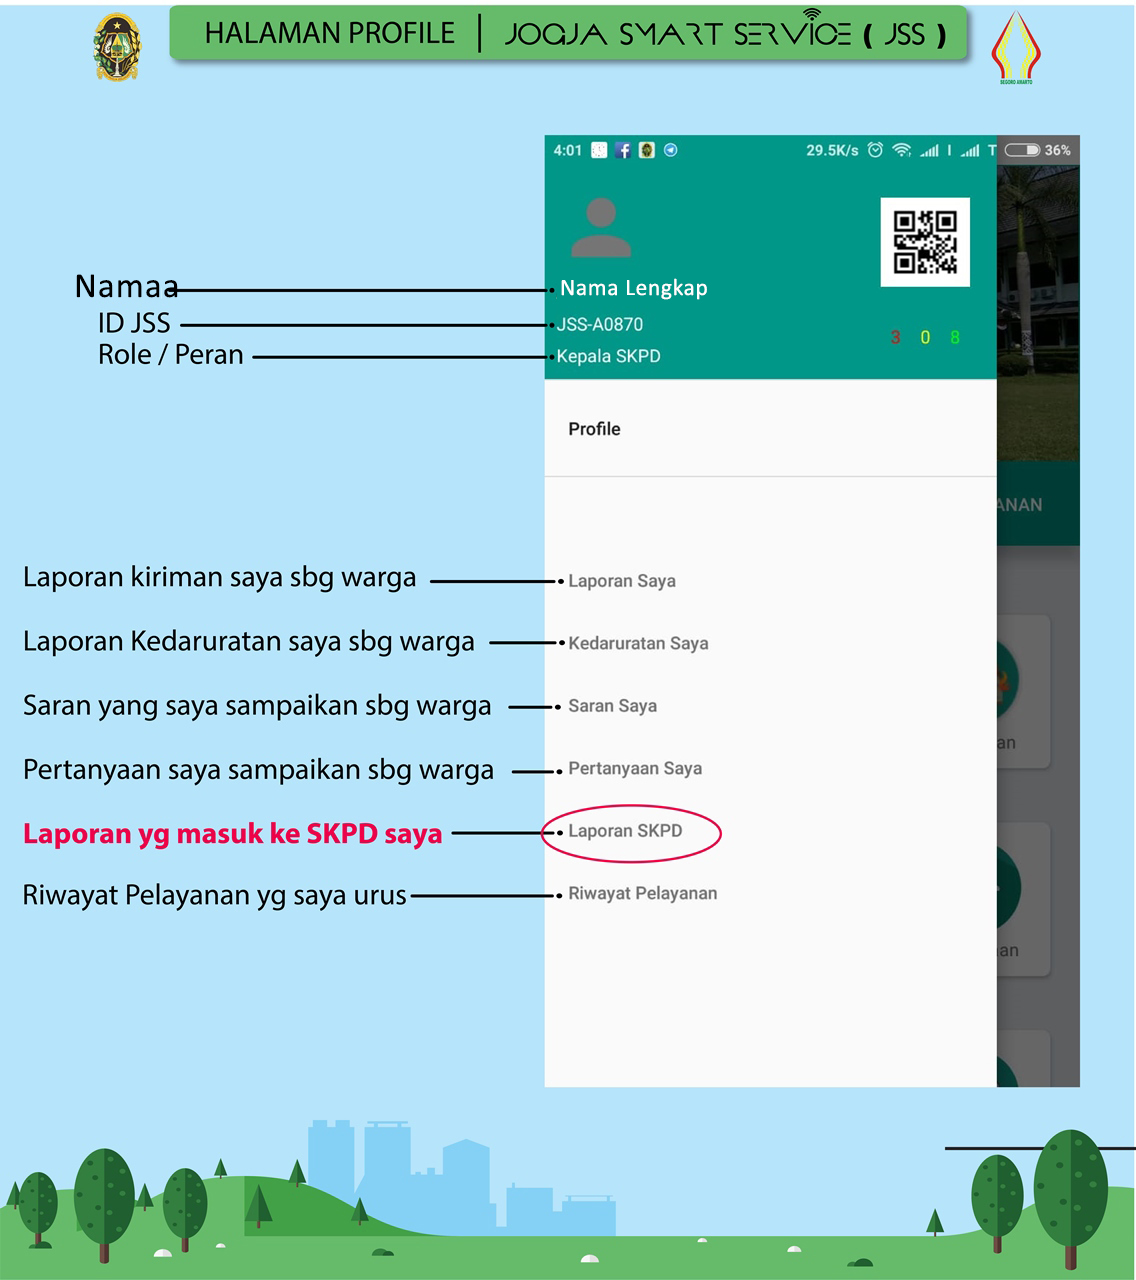 HALAMAN PROFILE | JOGJA SMART SERVICE ( JSS )
SEGORO AMARTO
4:01 29.5K/s T 36%
Namaa
Nama Lengkap
ID JSS
JSS-A0870
3 0 8
Role / Peran
Kepala SKPD
Profile
ANAN
Laporan kiriman saya sbg warga
Laporan Saya
Laporan Kedaruratan saya sbg warga
Kedaruratan Saya
Saran yang saya sampaikan sbg warga
Saran Saya
an
Pertanyaan saya sampaikan sbg warga
Pertanyaan Saya
Laporan yg masuk ke SKPD saya
Laporan SKPD
Riwayat Pelayanan yg saya urus
Riwayat Pelayanan
an